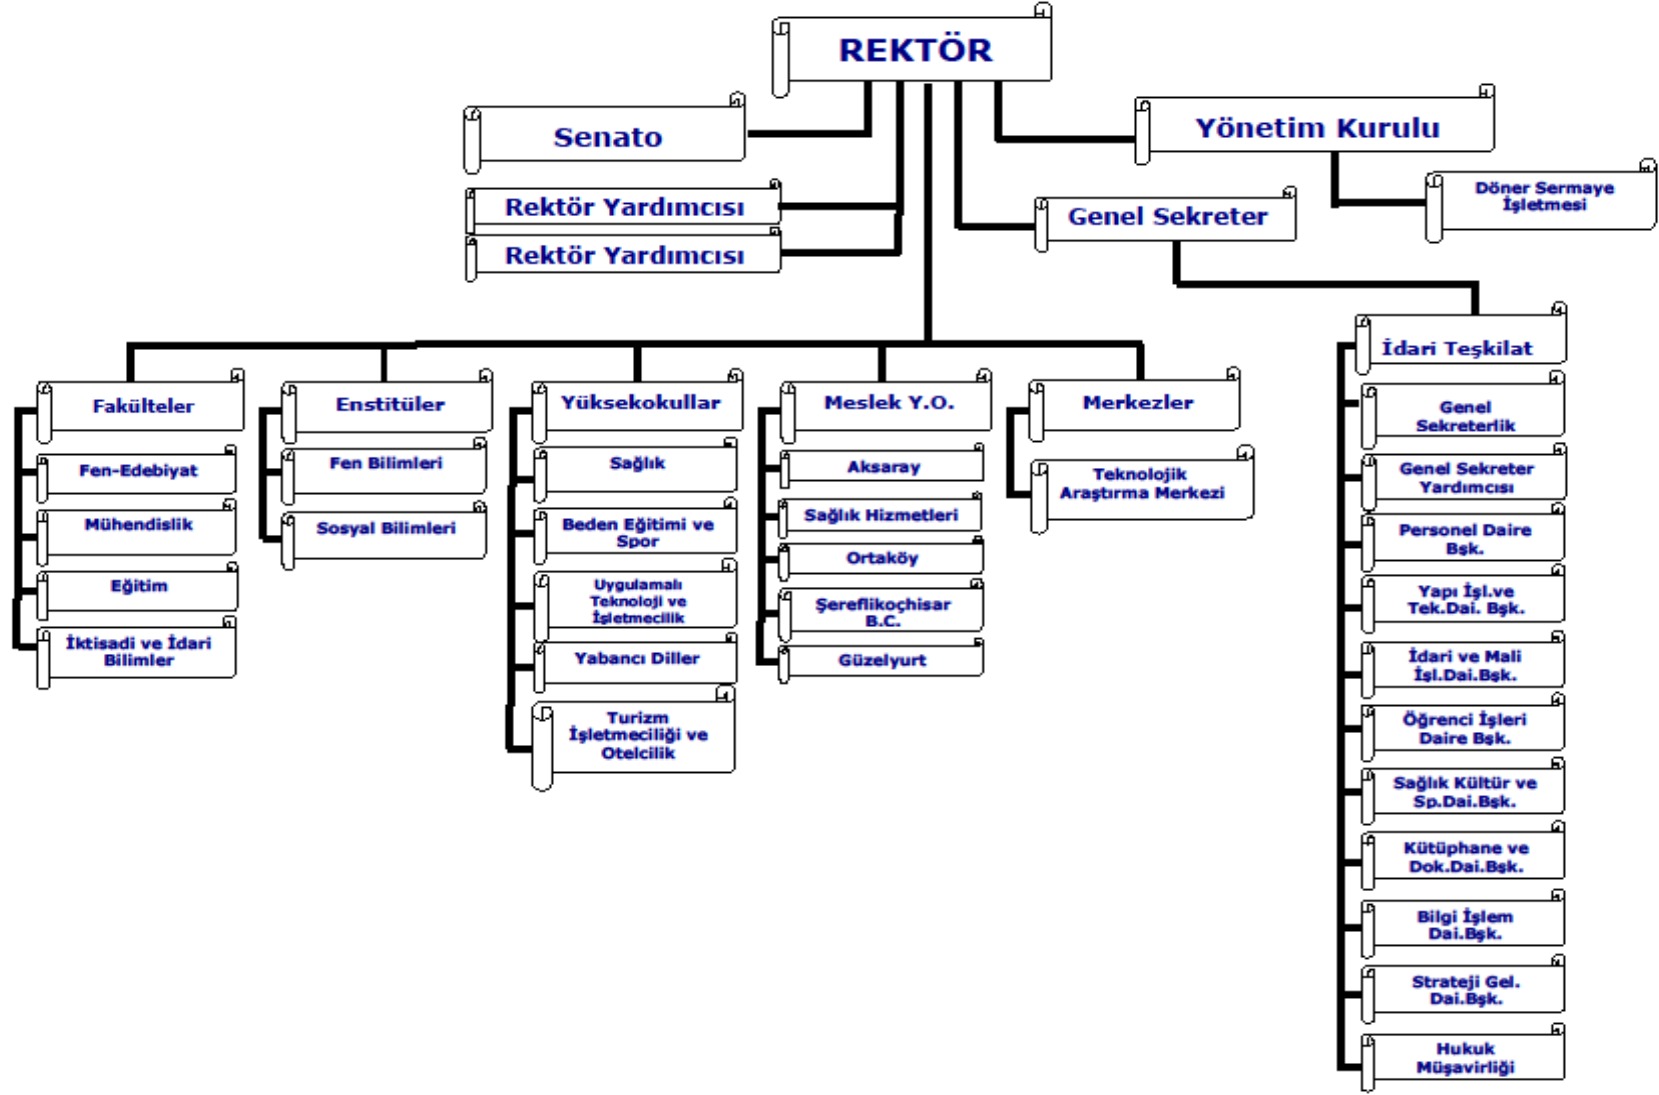 REKTÖR
Senato
Yönetim Kurulu
Rektör Yardımcısı
Rektör Yardımcısı
Genel Sekreter
Döner Sermaye
İşletmesi
Fakülteler
Fen-Edebiyat
Mühendislik
Eğitim
İktisadi ve İdari
Bilimler
Enstitüler
Fen Bilimleri
Sosyal Bilimleri
Yüksekokullar
Sağlık
Beden Eğitimi ve
Spor
Uygulamalı
Teknoloji ve
İşletmecilik
Yabancı Diller
Turizm
İşletmeciliği ve
Otelcilik
Meslek Y.O.
Aksaray
Sağlık Hizmetleri
Ortaköy
Şereflikoçhisar
B.C.
Güzelyurt
Merkezler
Teknolojik
Araştırma Merkezi
İdari Teşkilat
Genel
Sekreterlik
Genel Sekreter
Yardımcısı
Personel Daire
Bşk.
Yapı İşl.ve
Tek.Dai. Bşk.
İdari ve Mali
İşl.Dai.Bşk.
Öğrenci İşleri
Daire Bşk.
Sağlık Kültür ve
Sp.Dai.Bşk.
Kütüphane ve
Dok.Dai.Bşk.
Bilgi İşlem
Dai.Bşk.
Strateji Gel.
Dai.Bşk.
Hukuk
Müşavirliği